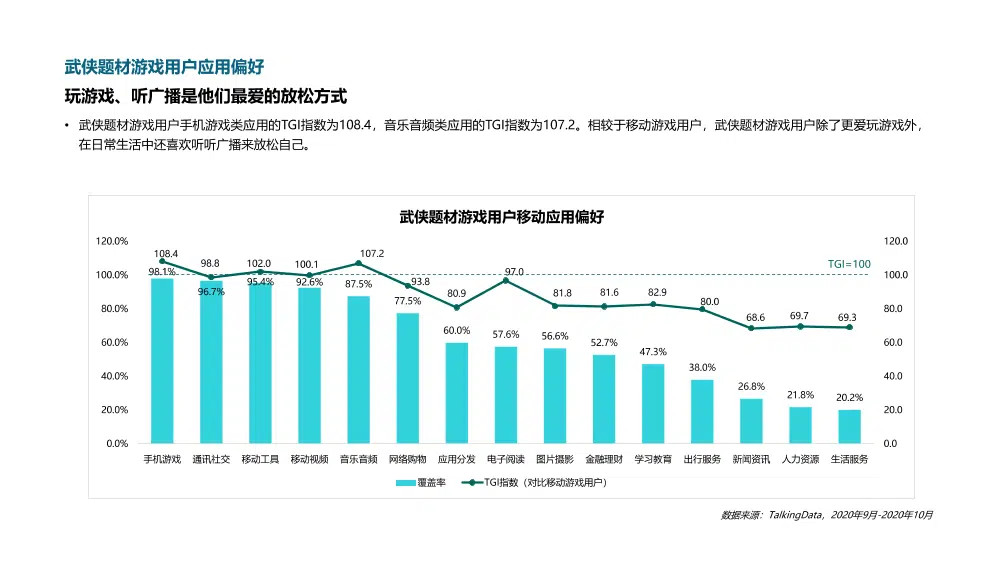 武侠题材游戏用户应用偏好
玩游戏、听广播是他们最爱的放松方式
• 武侠题材游戏用户手机游戏类应用的TGI指数为108.4，音乐音频类应用的TGI指数为107.2。相较于移动游戏用户，武侠题材游戏用户除了更爱玩游戏外，
在日常生活中还喜欢听听广播来放松自己。
武侠题材游戏用户移动应用偏好
120.0% 120.0
108.4 98.8 102.0 100.1 107.2 TGI=100
100.0% 98.1% 96.7% 95.4% 92.6% 87.5% 93.8 97.0 100.0
80.0% 77.5% 80.9 81.8 81.6 82.9 80.0 68.6 69.7 69.3 80.0
60.0% 60.0% 57.6% 56.6% 52.7% 47.3% 60.0
40.0% 38.0% 26.8% 21.8% 20.2% 40.0
20.0% 20.0
0.0% 0.0
手机游戏 通讯社交 移动工具 移动视频 音乐音频 网络购物 应用分发 电子阅读 图片摄影 金融理财 学习教育 出行服务 新闻资讯 人力资源 生活服务
覆盖率 TGI指数（对比移动游戏用户）
数据来源：TalkingData，2020年9月-2020年10月